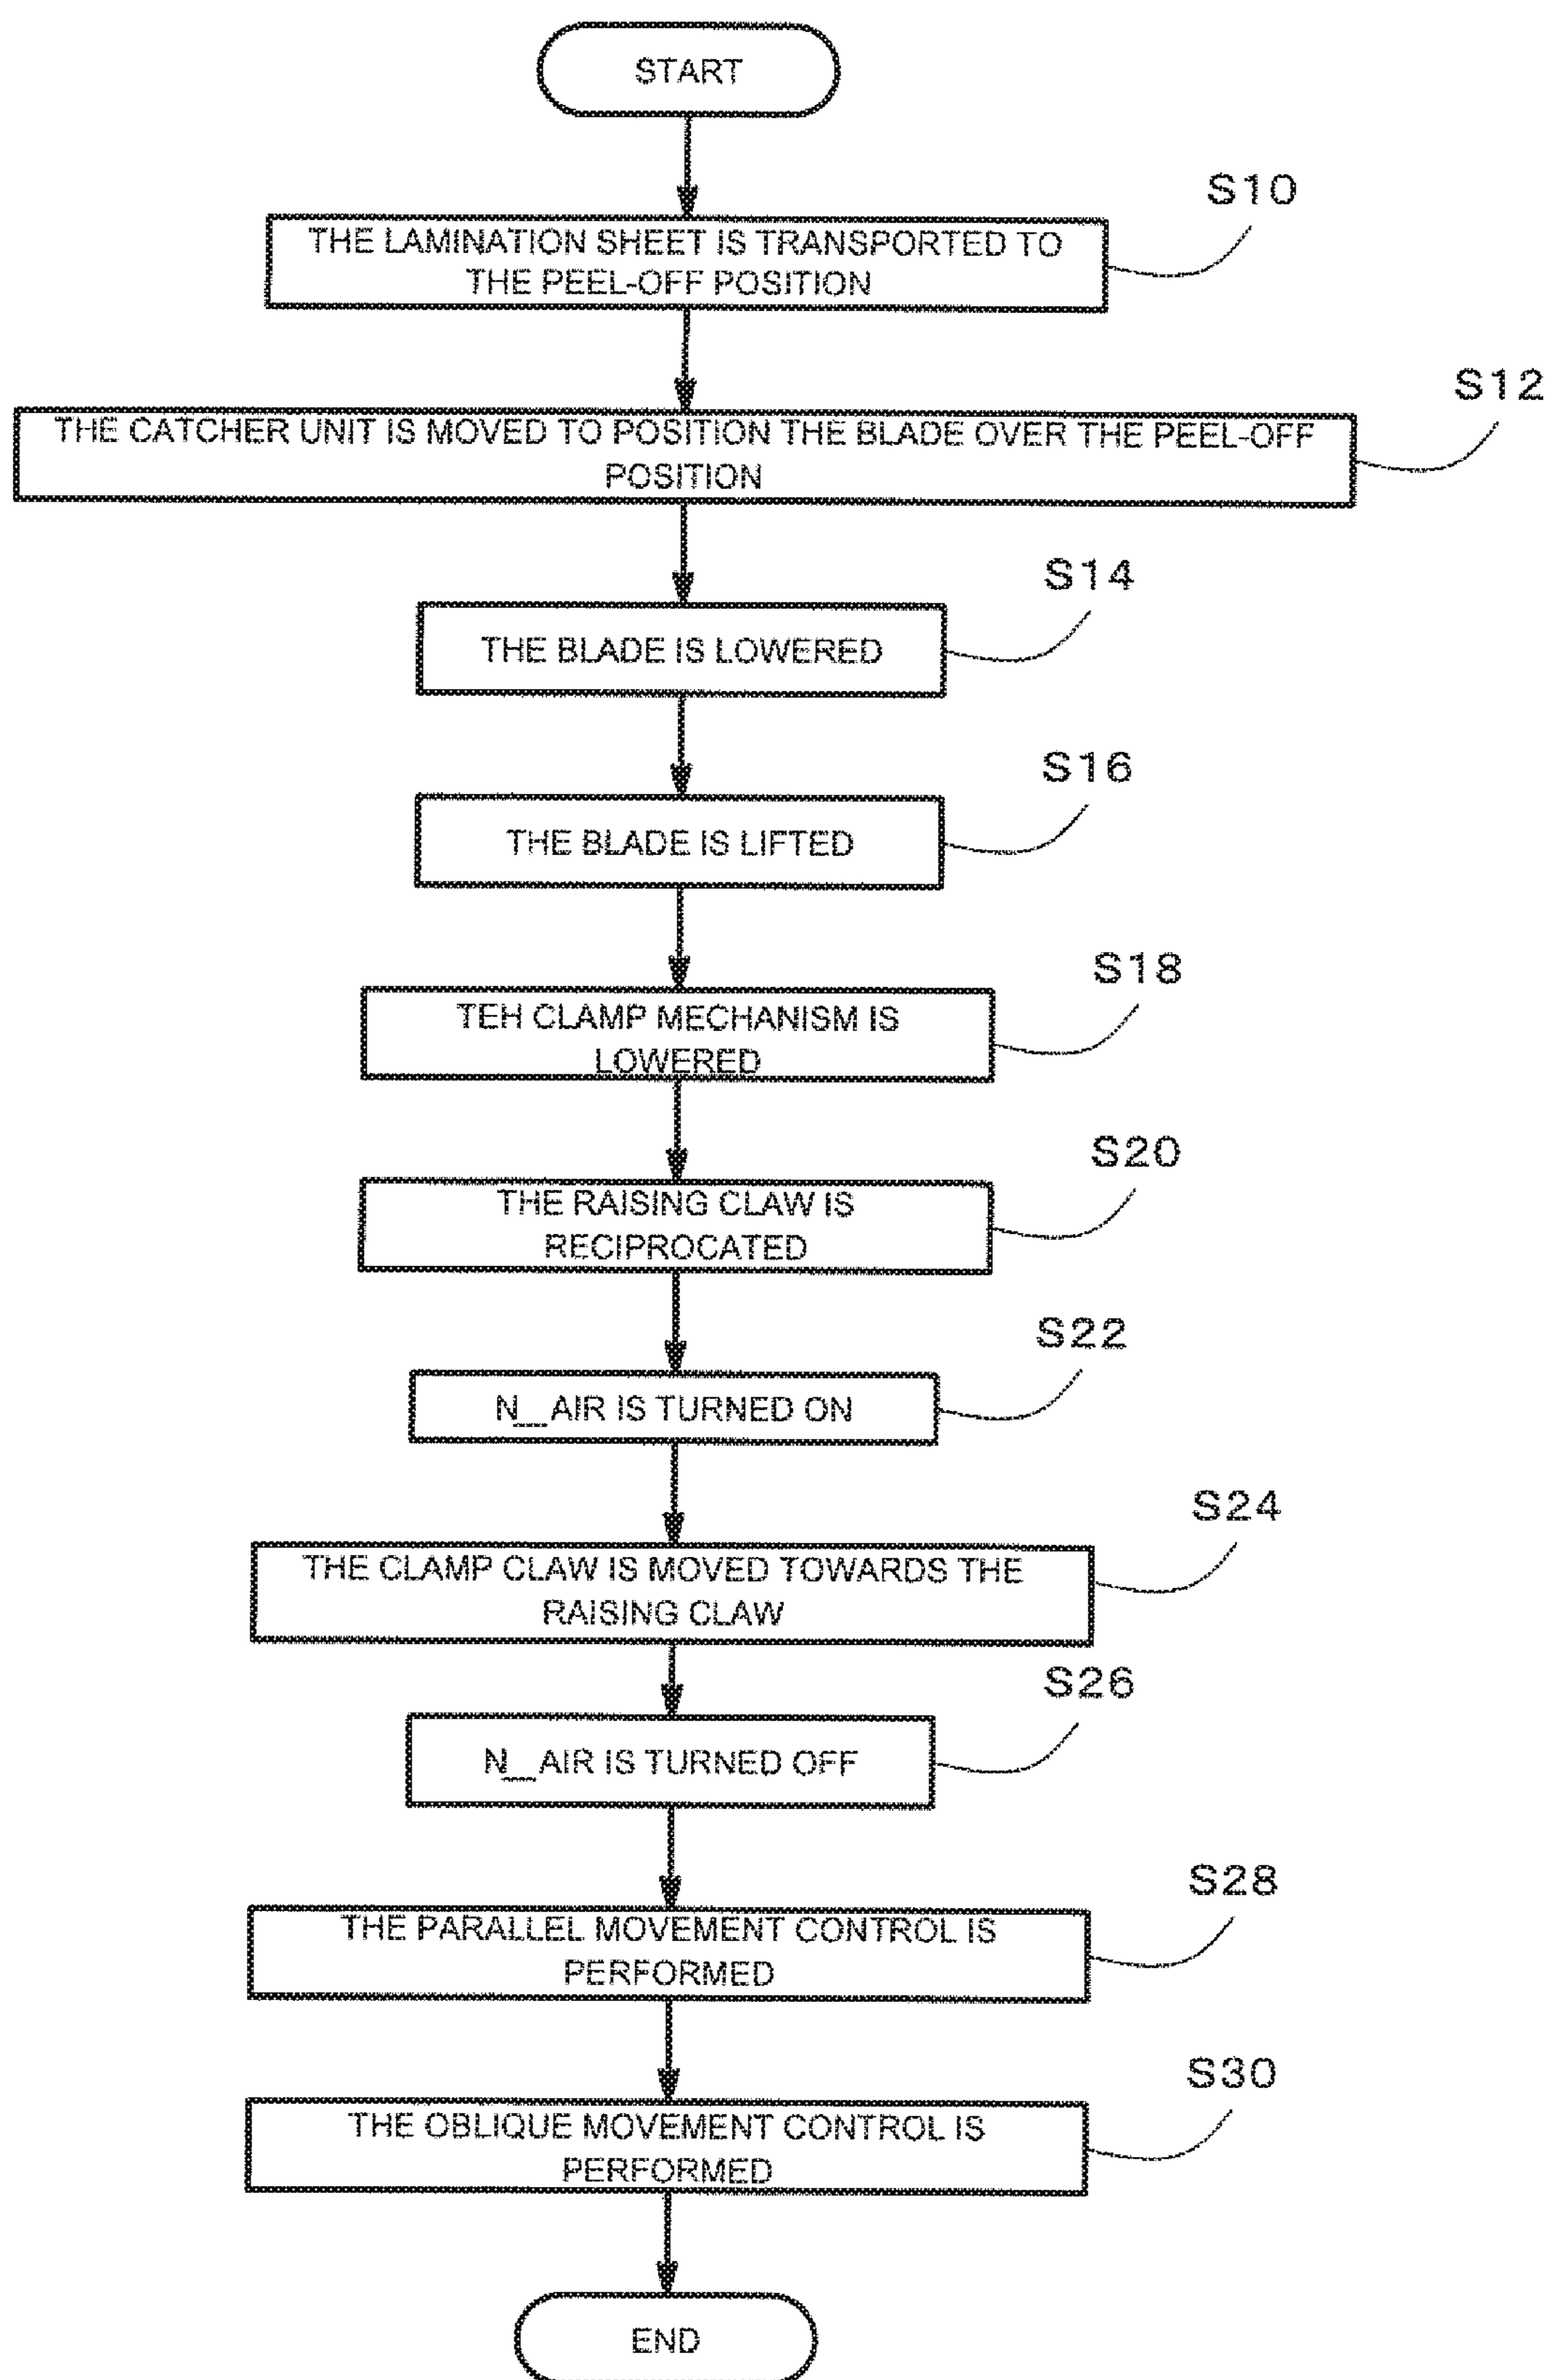 START
S10
THE LAMINATION SHEET IS TRANSPORTED TO
THE PEEL-OFF POSITION
S12
THE CATCHER UNIT IS MOVED TO POSITION THE BLADE OVER THE PEEL-OFF
POSITION
S14
THE BLADE IS LOWERED
S16
THE BLADE IS LIFTED
S18
TEH CLAMP MECHANISM IS
LOWERED
S20
THE RAISING CLAW IS
RECIPROCATED
S22
N_AIR IS TURNED ON
S24
THE CLAMP CLAW IS MOVED TOWARDS THE
RAISING CLAW
S26
N_AIR IS TURNED OFF
S28
THE PARALLEL MOVEMENT CONTROL IS
PERFORMED
S30
THE OBLIQUE MOVEMENT CONTROL IS
PERFORMED
END